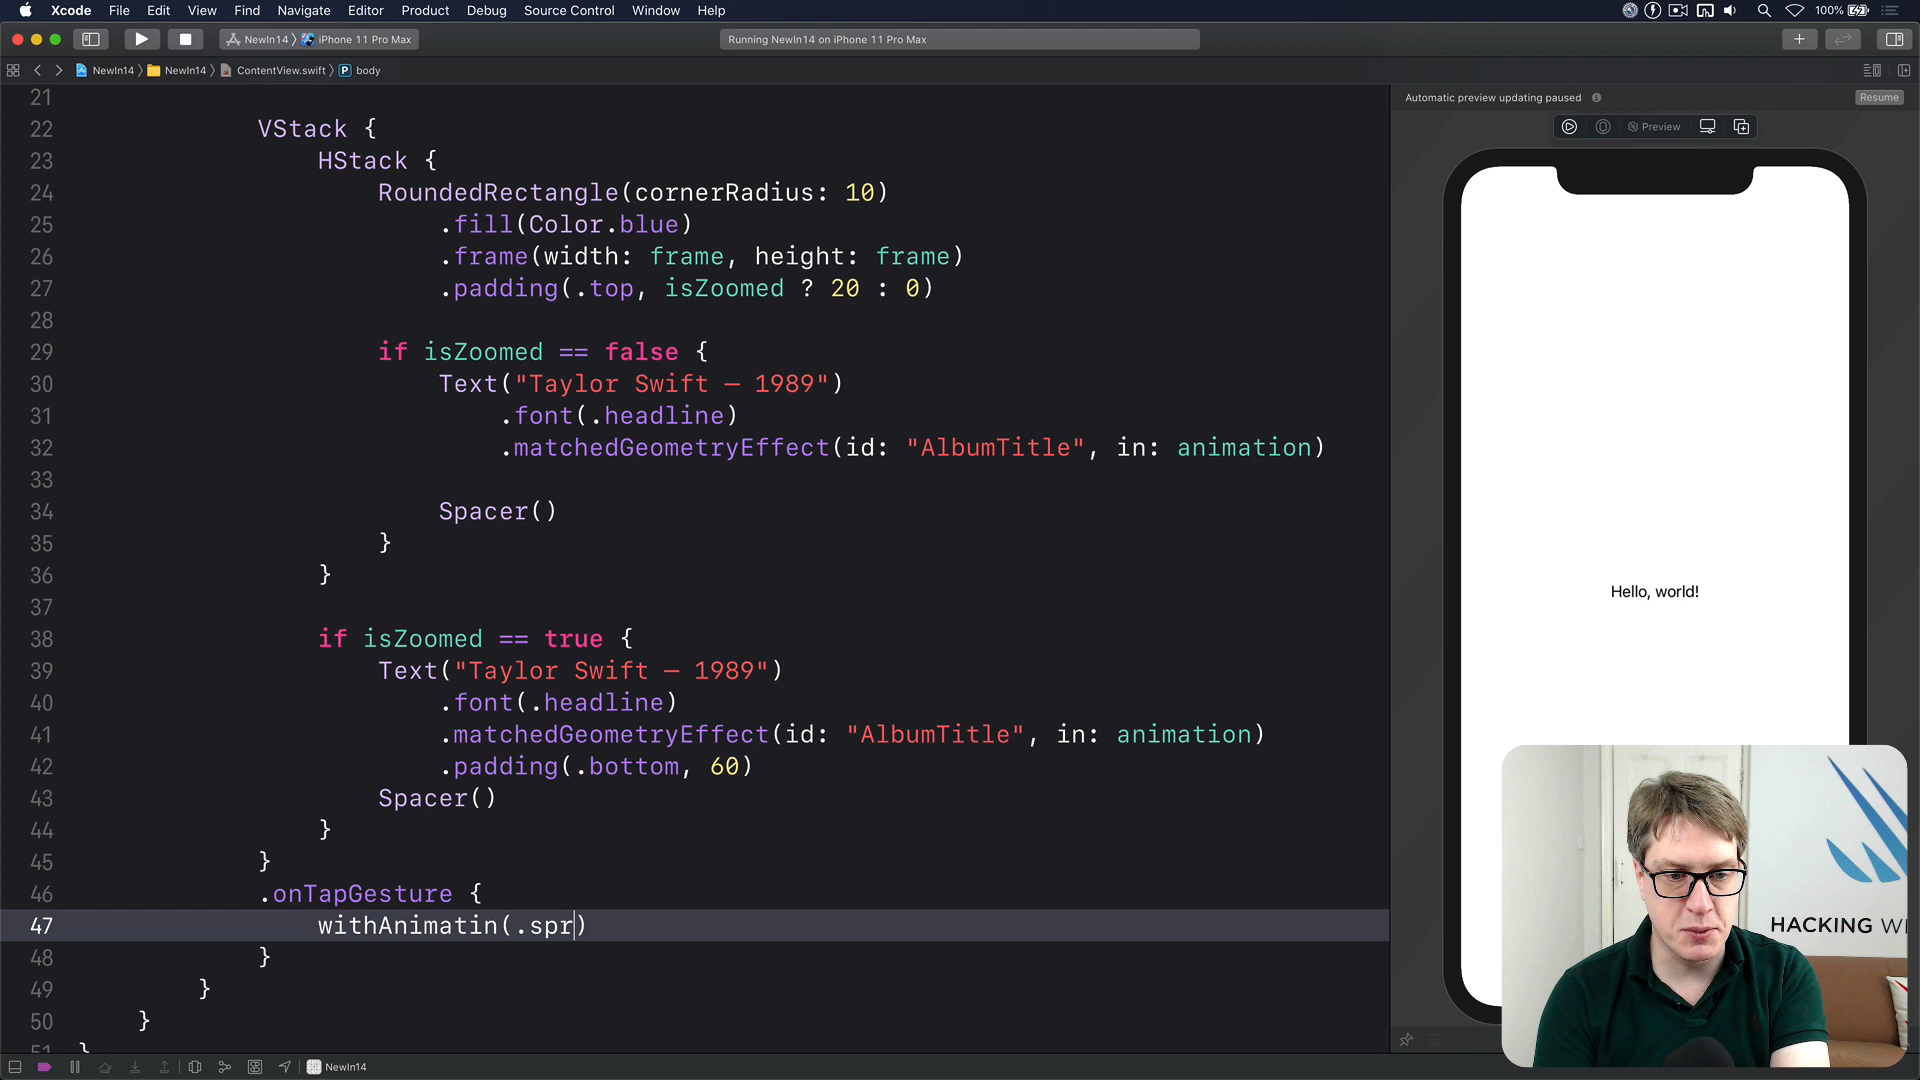 Xcode File Edit View Find Navigate Editor Product Debug Source Control Window Help 100%
NewIn14 iPhone 11 Pro Max Running NewIn14 on iPhone 11 Pro Max
NewIn14 NewIn14 ContentView.swift P body
Automatic preview updating paused Resume
Preview
21
22 VStack {
23 HStack {
24 RoundedRectangle(cornerRadius: 10)
25 .fill(Color.blue)
26 .frame(width: frame, height: frame)
27 .padding(.top, isZoomed ? 20 : 0)
28
29 if isZoomed == false {
30 Text("Taylor Swift – 1989")
31 .font(.headline)
32 .matchedGeometryEffect(id: "AlbumTitle", in: animation)
33
34 Spacer()
35 }
36 }
37
38 if isZoomed == true {
39 Text("Taylor Swift – 1989")
40 .font(.headline)
41 .matchedGeometryEffect(id: "AlbumTitle", in: animation)
42 .padding(.bottom, 60)
43 Spacer()
44 }
45 }
46 .onTapGesture {
47 withAnimatin(.spr)
48 }
49 }
50 }
51 }
Hello, world!
HACKING WI
NewIn14